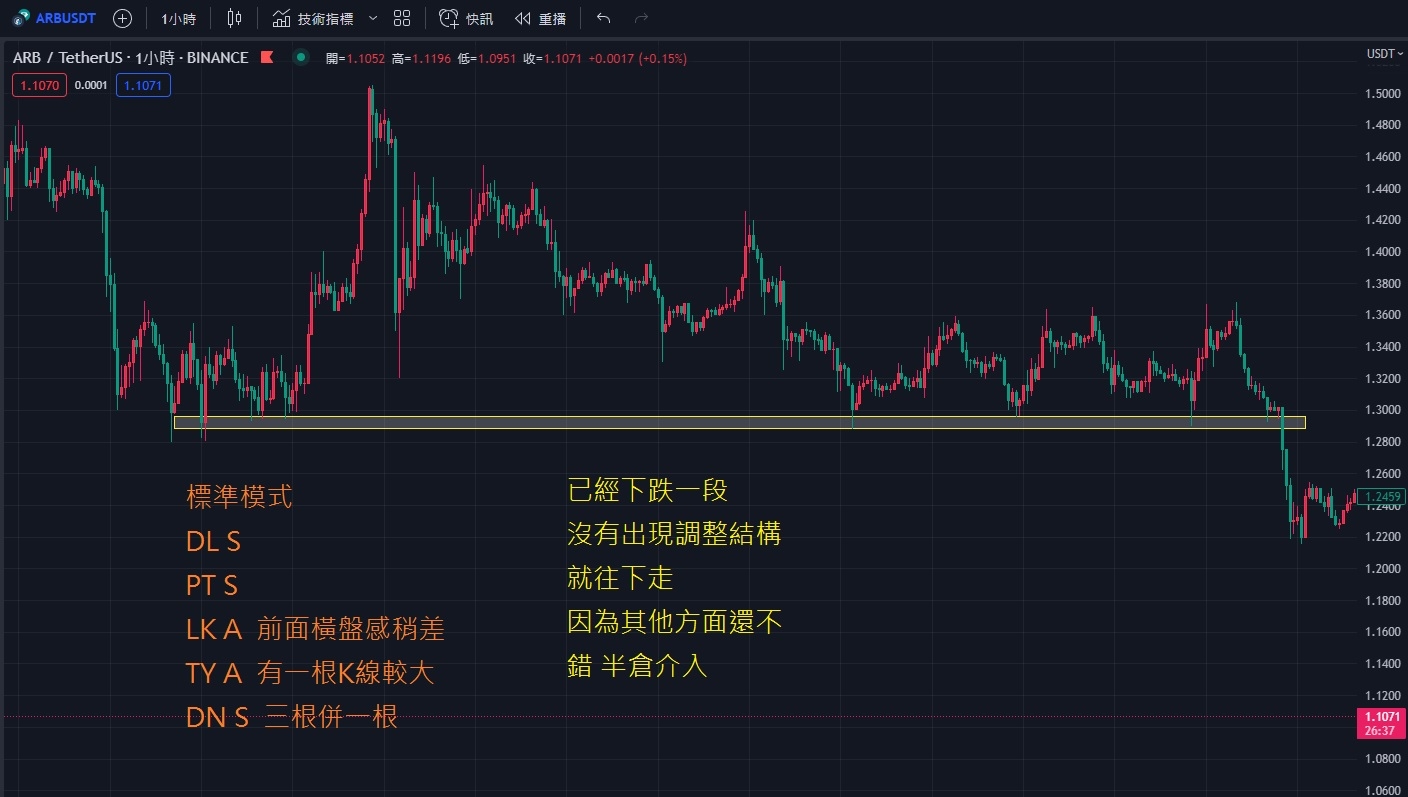 ARBUSDT 1小時 技術指標 快訊 重播
ARB / TetherUS · 1小時 · BINANCE 開=1.1052 高=1.1196 低=1.0951 收=1.1071 +0.0017 (+0.15%)
USDT
1.1070 0.0001 1.1071
1.5000
1.4800
1.4600
1.4400
1.4200
1.4000
1.3800
1.3600
1.3400
1.3200
1.3000
1.2800
1.2600
1.2459
1.2400
1.2200
1.2000
1.1800
1.1600
1.1400
1.1200
1.1071
26:37
1.0800
1.0600
標準模式
DL S
PT S
LK A 前面橫盤感稍差
TY A 有一根K線較大
DN S 三根併一根
已經下跌一段
沒有出現調整結構
就往下走
因為其他方面還不
錯 半倉介入